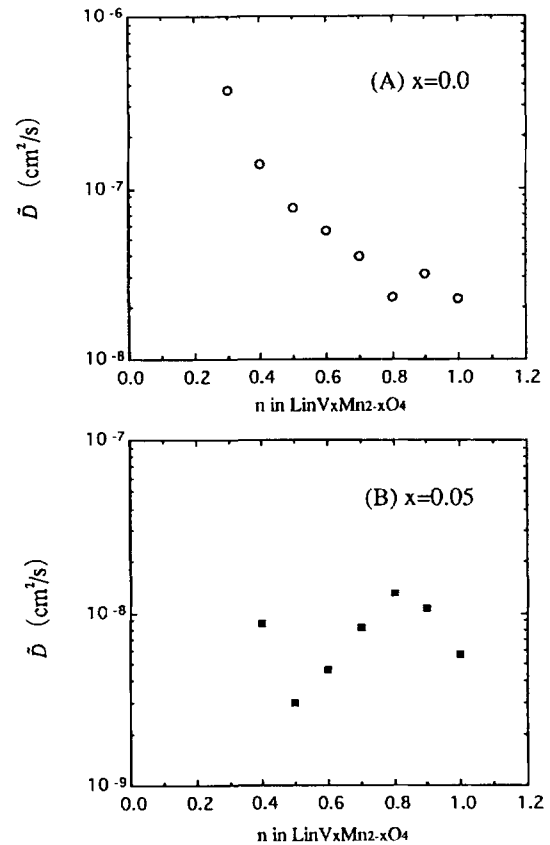 10⁻⁶
(A) x=0.0
D̃ (cm²/s)
10⁻⁷
10⁻⁸
0.0 0.2 0.4 0.6 0.8 1.0 1.2
n in LinVxMn2-xO4
10⁻⁷
(B) x=0.05
D̃ (cm²/s)
10⁻⁸
10⁻⁹
0.0 0.2 0.4 0.6 0.8 1.0 1.2
n in LinVxMn2-xO4